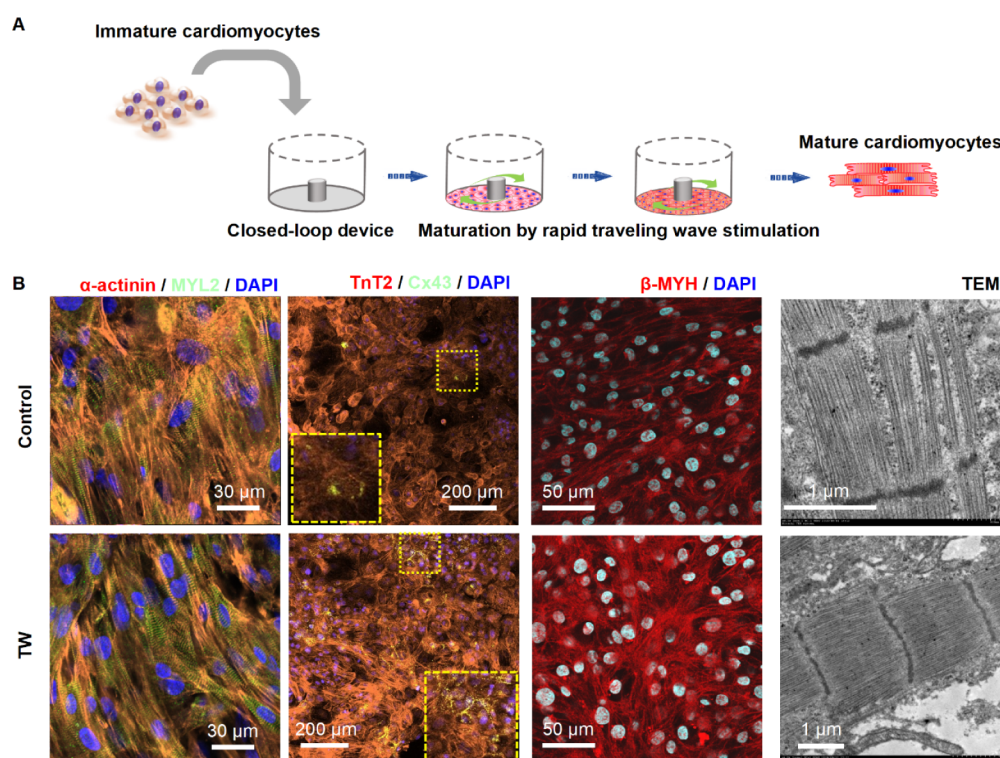 A
Immature cardiomyocytes
Mature cardiomyocytes
Closed-loop device
Maturation by rapid traveling wave stimulation
B
α-actinin / MYL2 / DAPI
TnT2 / Cx43 / DAPI
β-MYH / DAPI
TEM
Control
30 µm
200 µm
50 µm
1 µm
TW
30 µm
200 µm
50 µm
1 µm